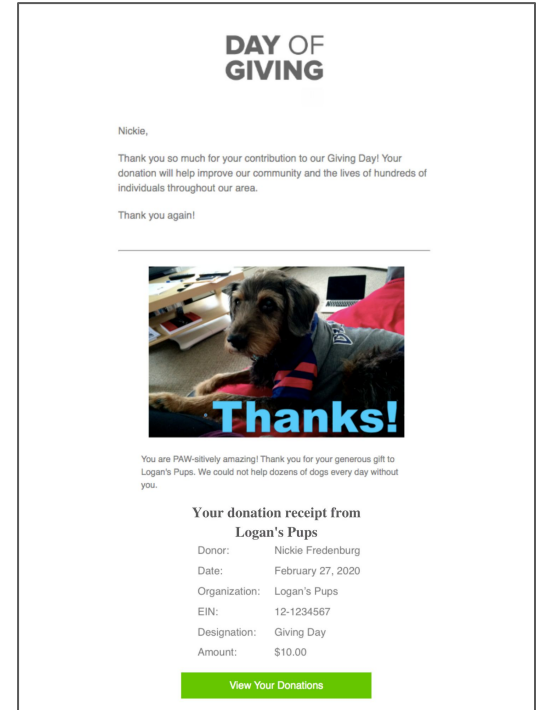 DAY OF
GIVING
Nickie,
Thank you so much for your contribution to our Giving Day! Your
donation will help improve our community and the lives of hundreds of
individuals throughout our area.
Thank you again!
Thanks!
You are PAW-sitively amazing! Thank you for your generous gift to
Logan's Pups. We could not help dozens of dogs every day without
you.
Your donation receipt from
Logan's Pups
Donor: Nickie Fredenburg
Date: February 27, 2020
Organization: Logan's Pups
EIN: 12-1234567
Designation: Giving Day
Amount: $10.00
View Your Donations